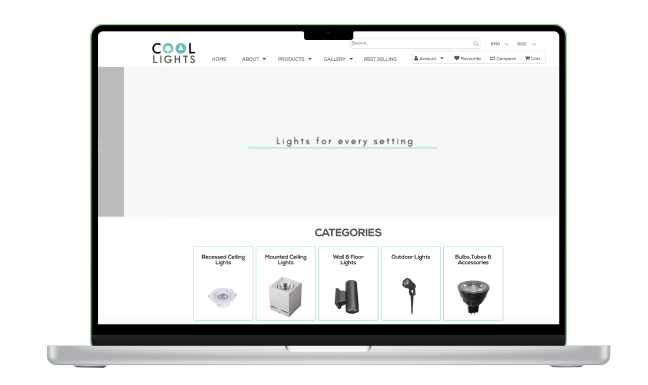 COOL
LIGHTS
Search..
ENG
SGD
HOME
ABOUT
PRODUCTS
GALLERY
BEST SELLING
Account
Favourite
Compare
Cart
Lights for every setting
CATEGORIES
Recessed Ceiling
Lights
Mounted Ceiling
Lights
Wall & Floor
Lights
Outdoor Lights
Bulbs,Tubes &
Accessories